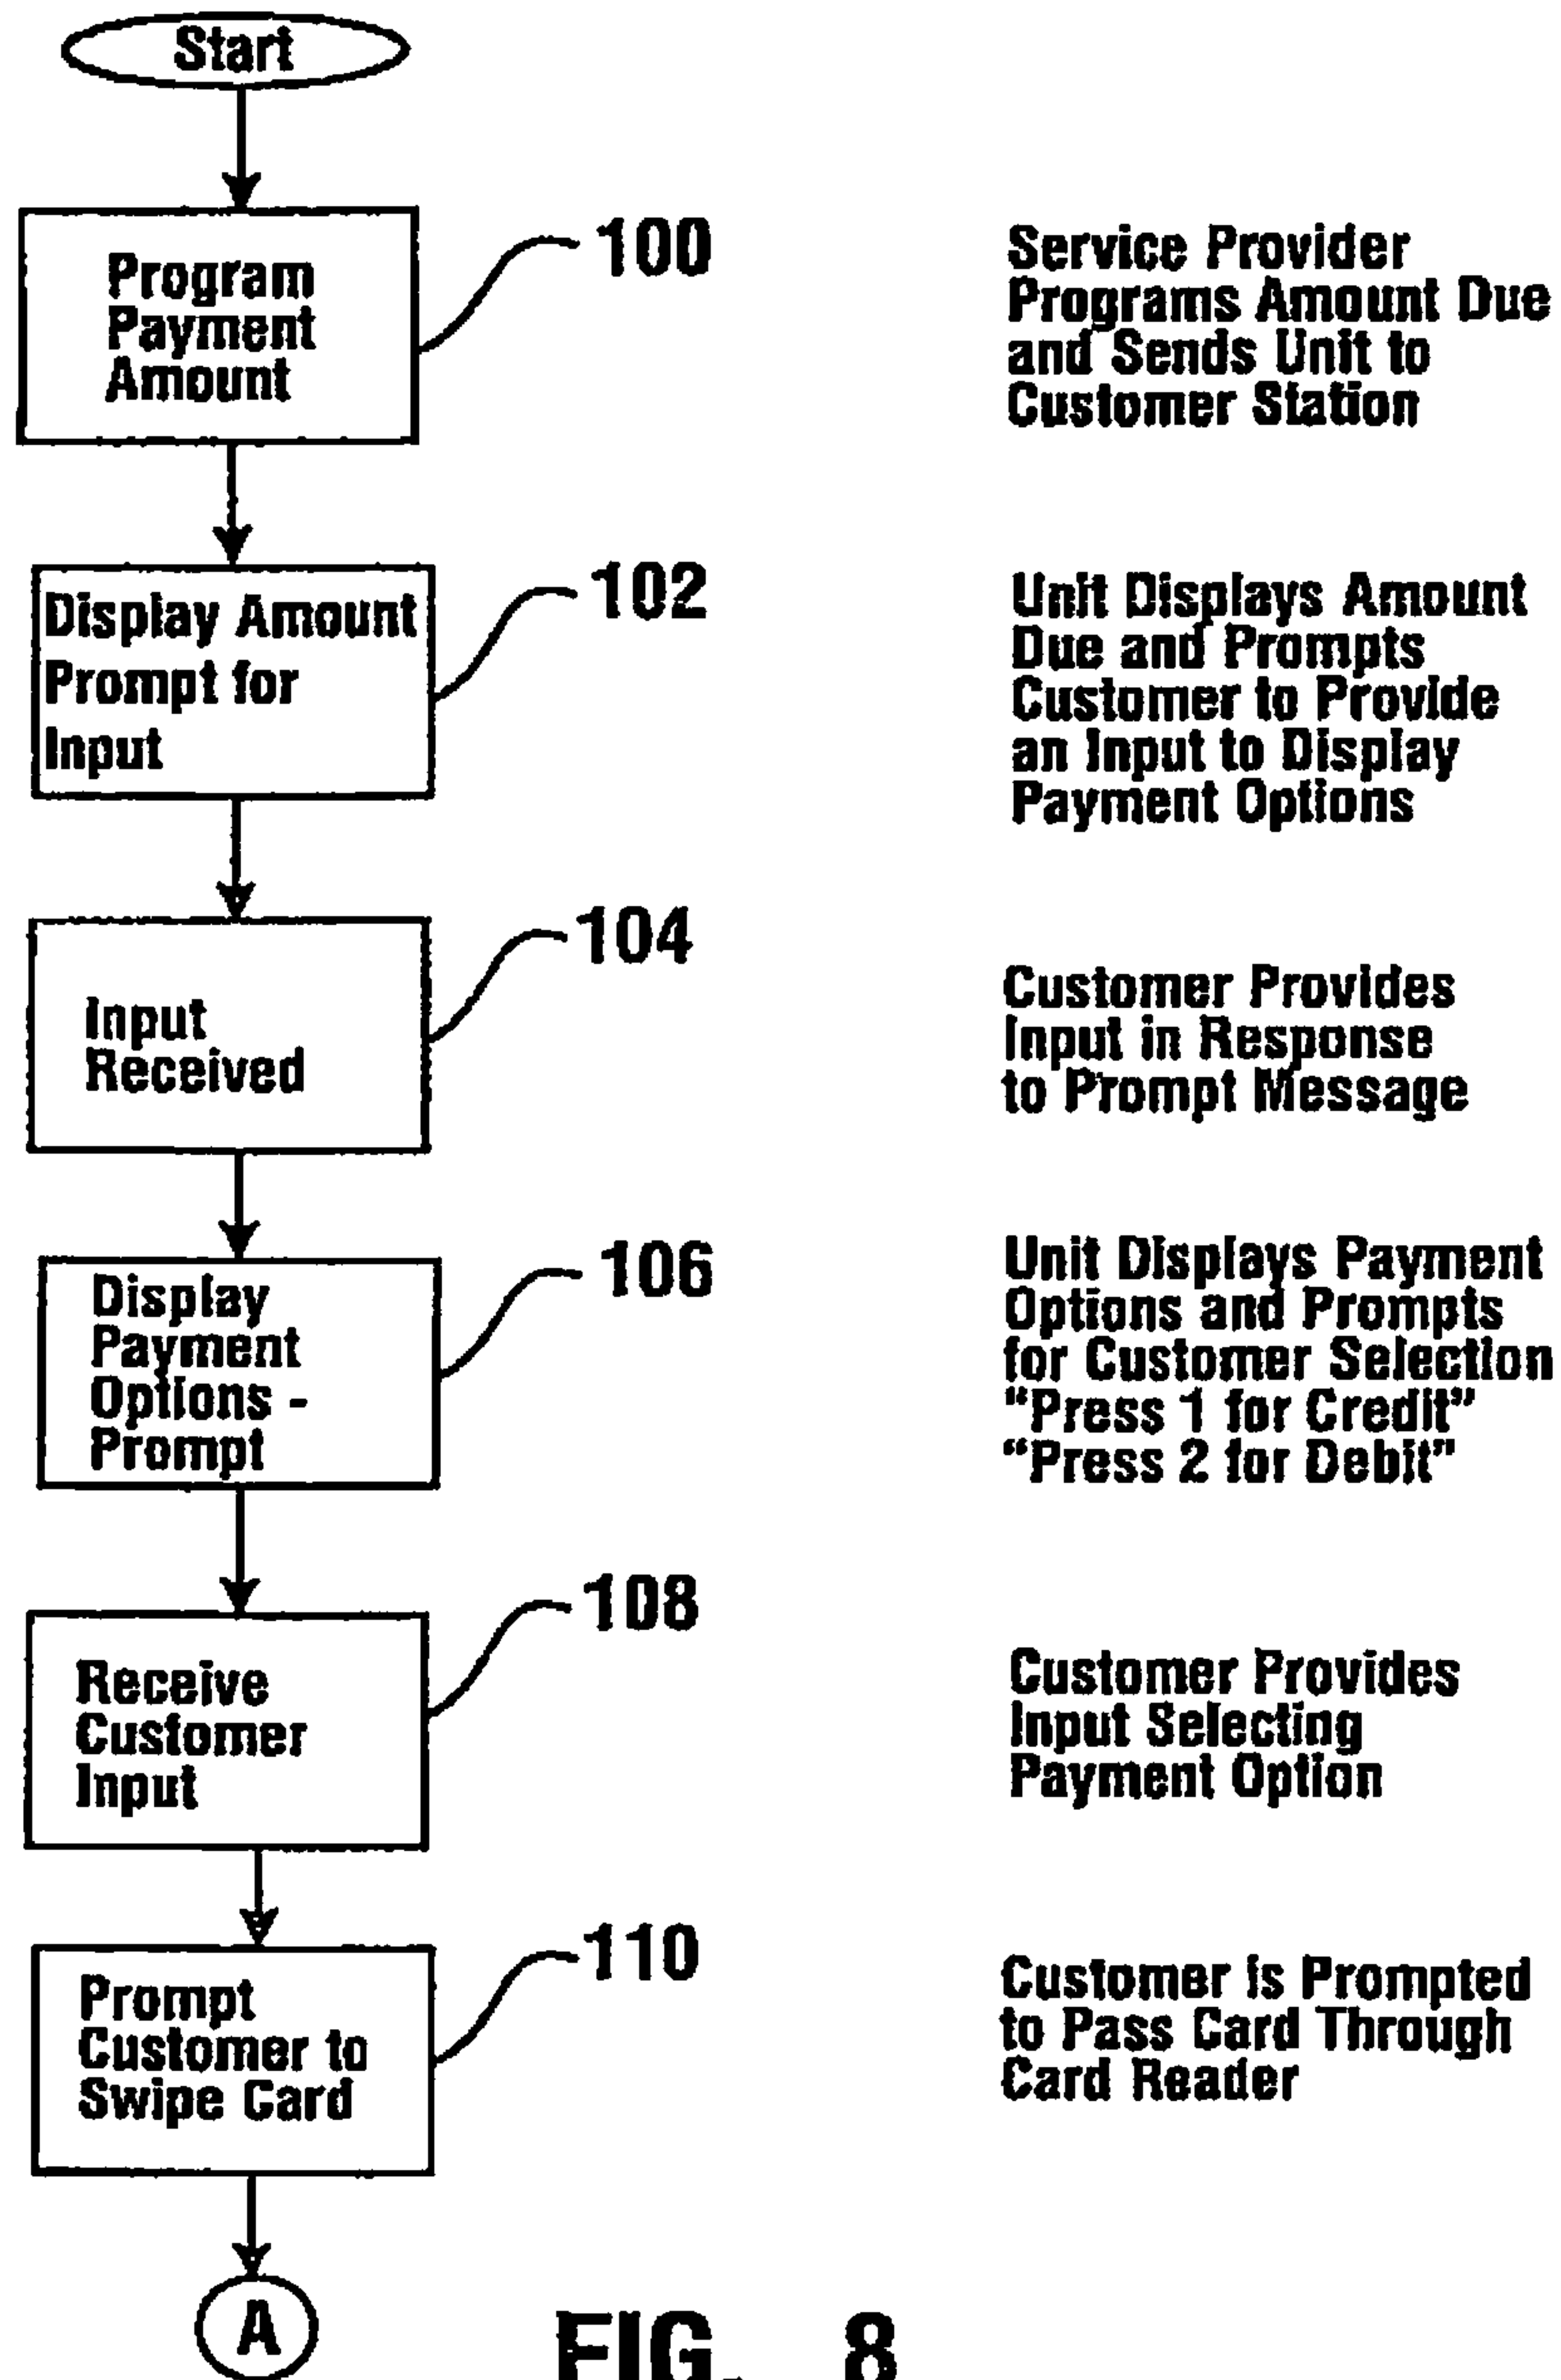 Start
Program
Payment
Amount
100
Service Provider
Programs Amount Due
and Sends Unit to
Customer Station
Display Amount
Prompt for
Input
102
Unit Displays Amount
Due and Prompts
Customer to Provide
an Input to Display
Payment Options
Input
Received
104
Customer Provides
Input in Response
to Prompt Message
Display
Payment
Options -
Prompt
106
Unit Displays Payment
Options and Prompts
for Customer Selection
"Press 1 for Credit"
"Press 2 for Debit"
Receive
Customer
Input
108
Customer Provides
Input Selecting
Payment Option
Prompt
Customer to
Swipe Card
110
Customer is Prompted
to Pass Card Through
Card Reader
A
FIG. 8